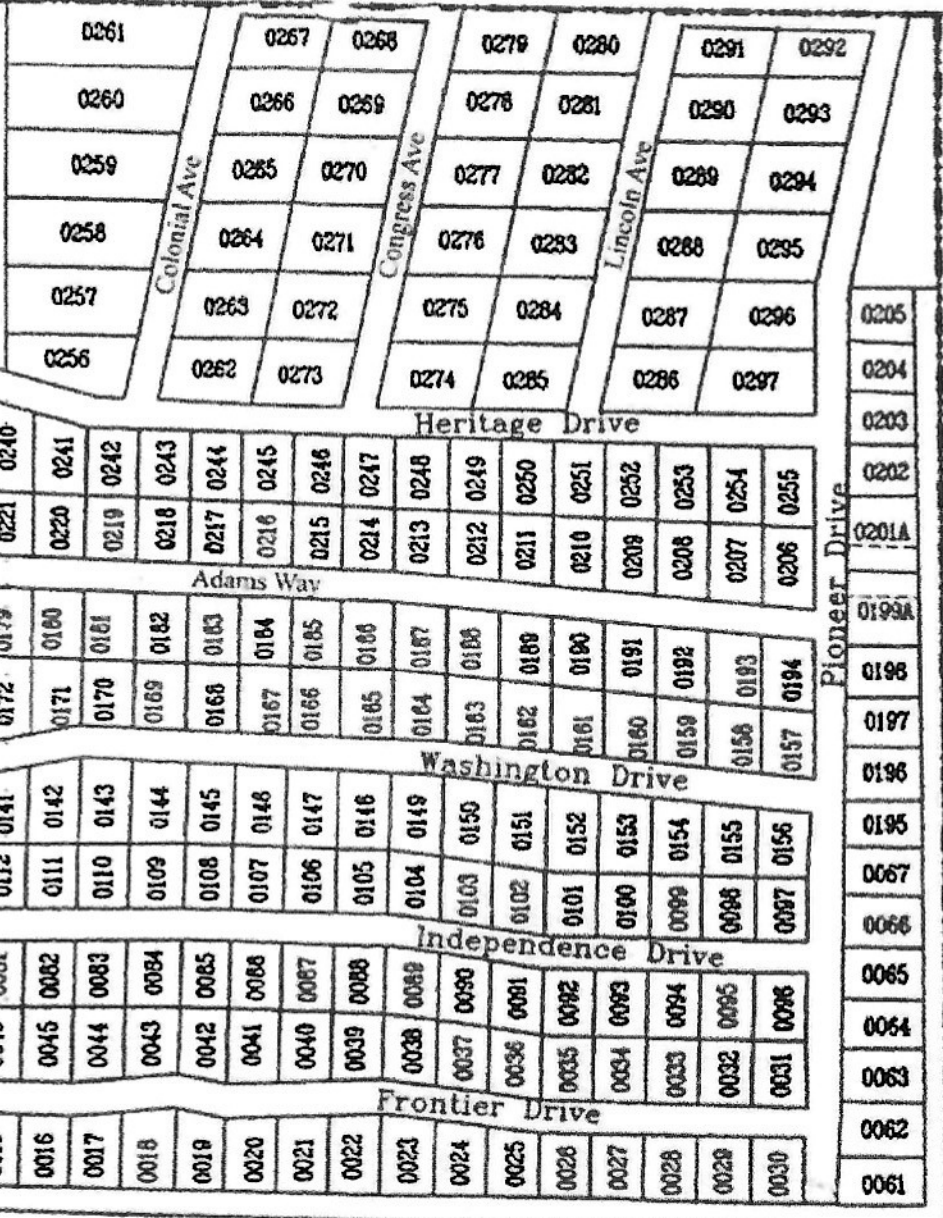 0261 0267 0268 0279 0280 0291 0292
0260 0266 0269 0278 0281 0290 0293
0259 0265 0270 0277 0282 0289 0294
Colonial Ave Congress Ave Lincoln Ave
0258 0264 0271 0276 0283 0288 0295
0257 0263 0272 0275 0284 0287 0296 0205
0256 0262 0273 0274 0285 0286 0297 0204
Heritage Drive 0203
0240 0241 0242 0243 0244 0245 0246 0247 0248 0249 0250 0251 0252 0253 0254 0255 0202
0221 0220 0219 0218 0217 0216 0215 0214 0213 0212 0211 0210 0209 0208 0207 0206 0201A
Adams Way
Pioneer Drive
0199A
0179 0180 0181 0182 0183 0184 0185 0186 0187 0188 0189 0190 0191 0192 0193 0194 0198
0172 0171 0170 0169 0168 0167 0166 0165 0164 0163 0162 0161 0160 0159 0158 0157 0197
Washington Drive 0196
0141 0142 0143 0144 0145 0146 0147 0148 0149 0150 0151 0152 0153 0154 0155 0156 0195
0112 0111 0110 0109 0108 0107 0106 0105 0104 0103 0102 0101 0100 0099 0098 0097 0067
0066
Independence Drive
0082 0083 0084 0085 0086 0087 0088 0089 0090 0091 0092 0093 0094 0095 0096 0065
0064
0045 0044 0043 0042 0041 0040 0039 0038 0037 0036 0035 0034 0033 0032 0031 0063
Frontier Drive
0062
0016 0017 0018 0019 0020 0021 0022 0023 0024 0025 0026 0027 0028 0029 0030 0061